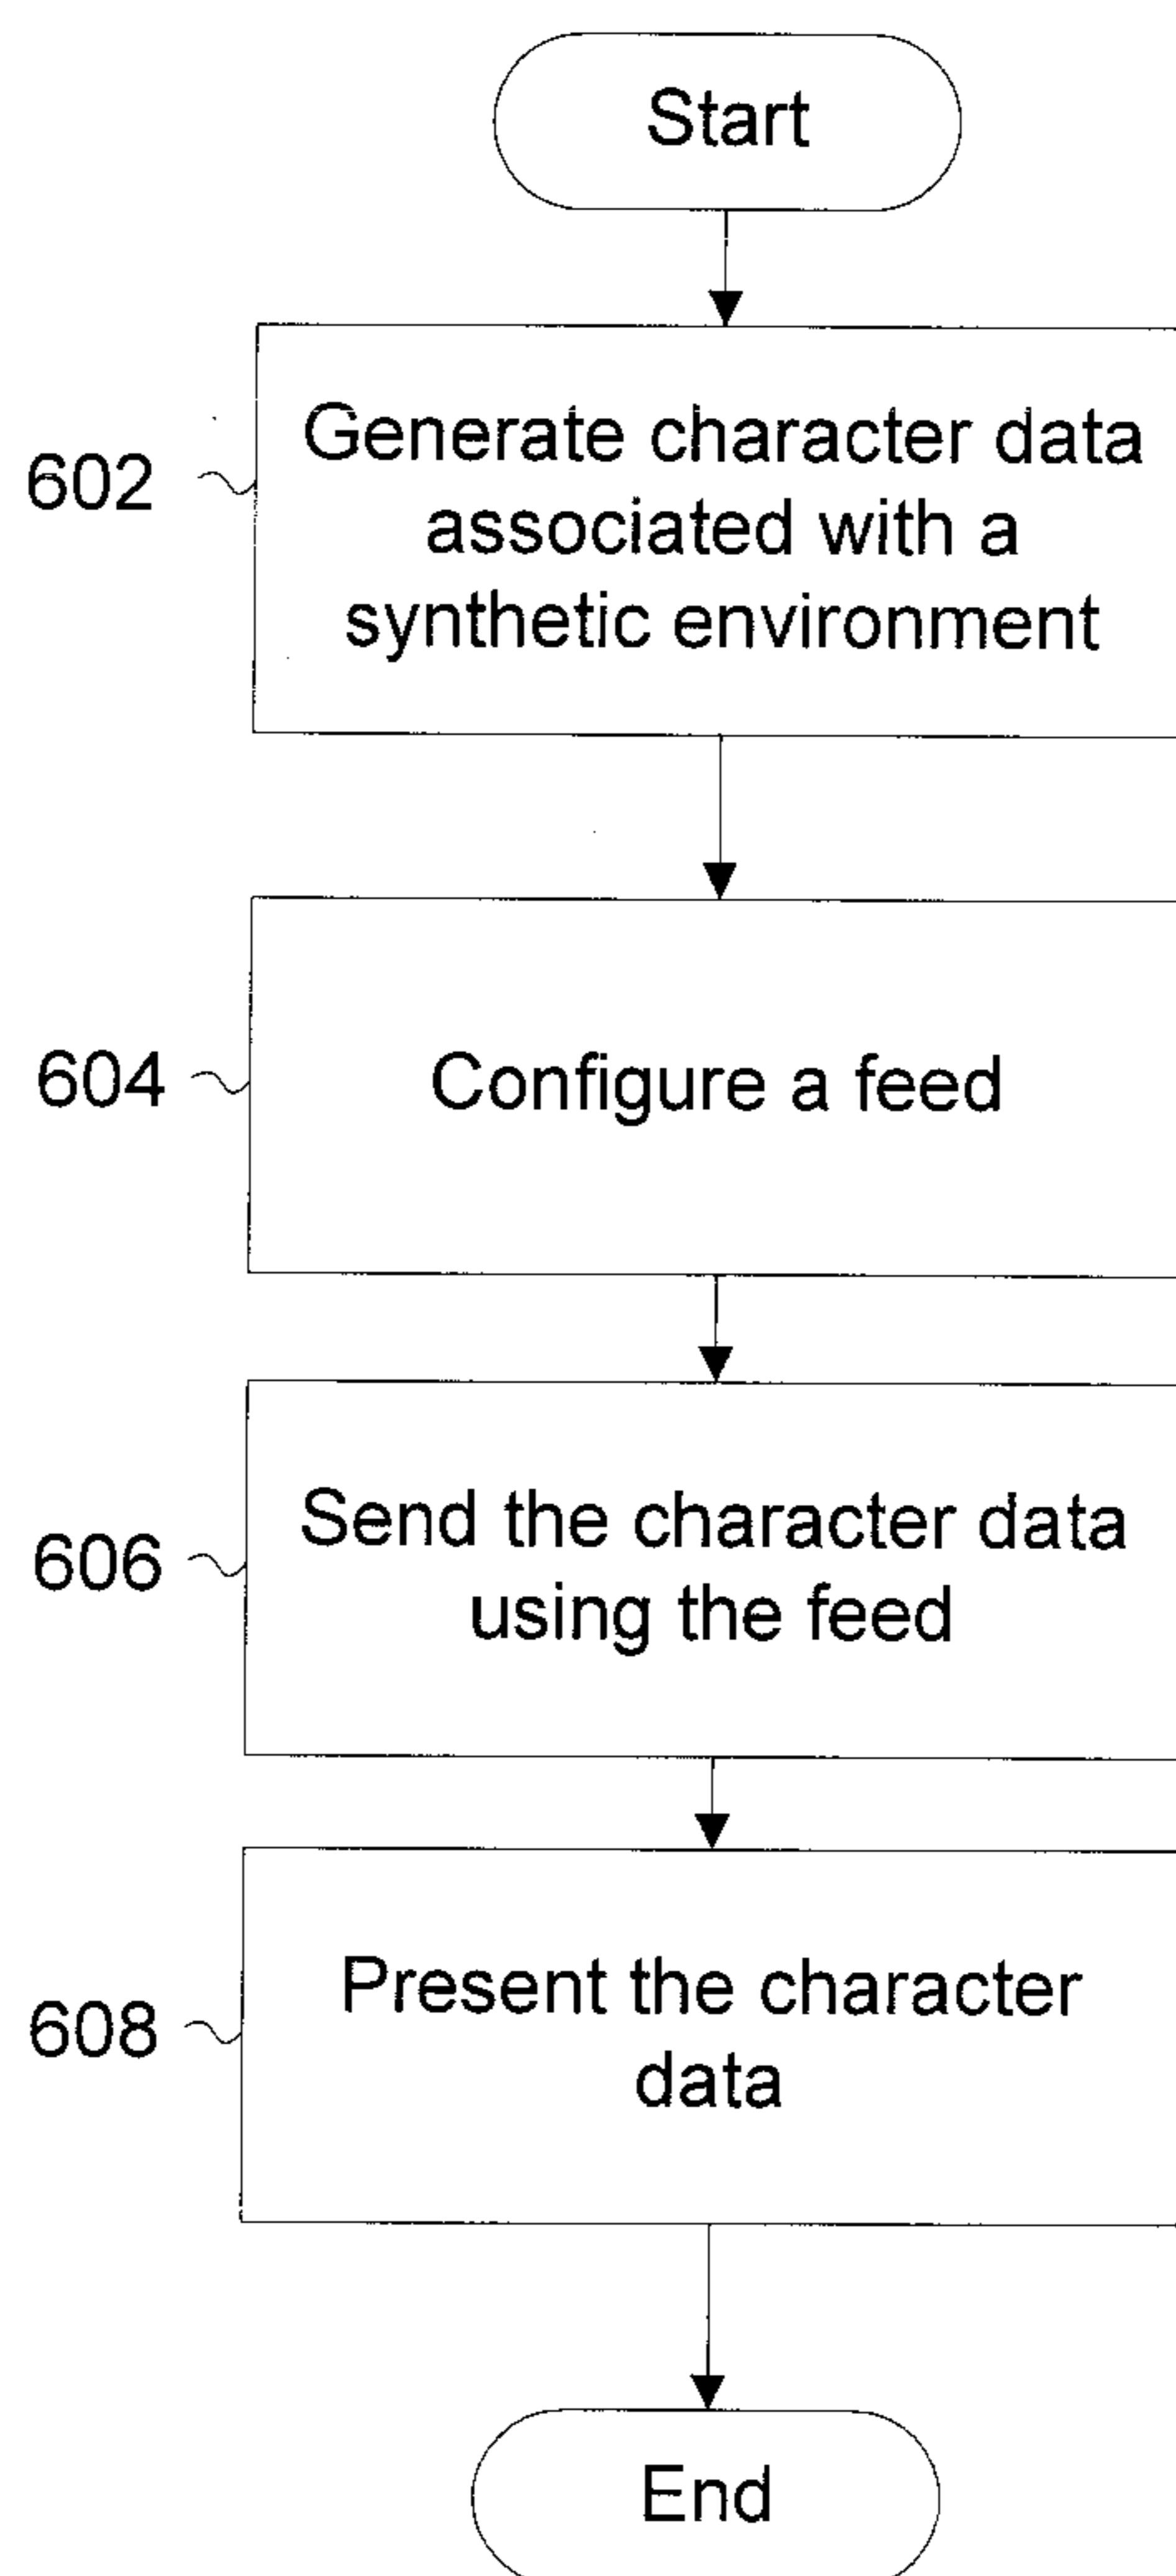 Start
602
Generate character data
associated with a
synthetic environment
604
Configure a feed
606
Send the character data
using the feed
608
Present the character
data
End